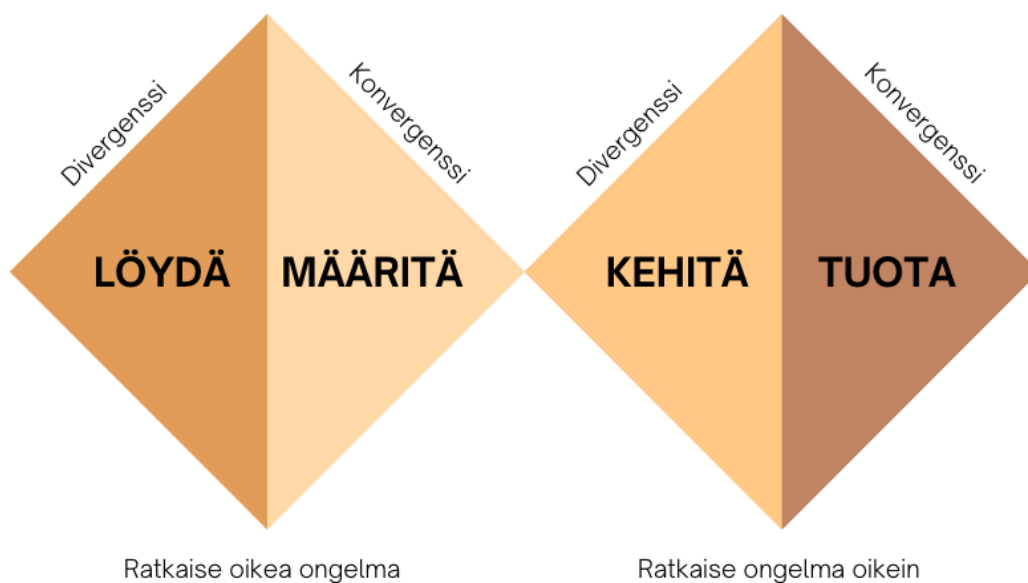 Divergenssi
Konvergenssi
Divergenssi
Konvergenssi
LÖYDÄ
MÄÄRITÄ
KEHITÄ
TUOTA
Ratkaise oikea ongelma
Ratkaise ongelma oikein